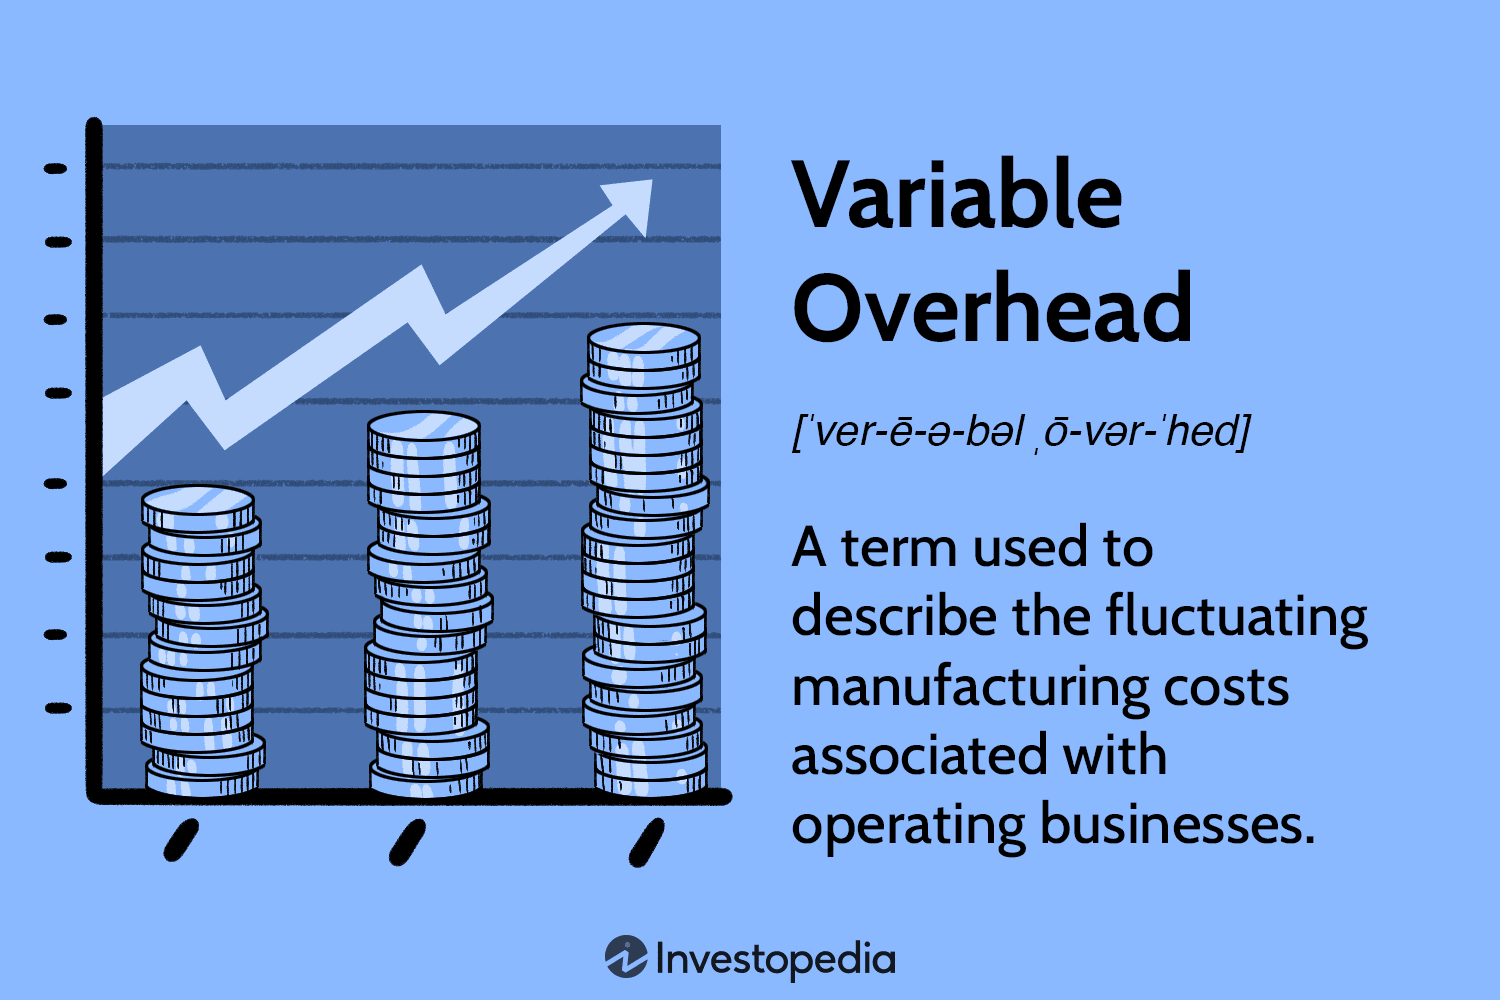 Variable
Overhead
[ˈver-ē-ə-bəl ˌō-vər-ˈhed]
A term used to
describe the fluctuating
manufacturing costs
associated with
operating businesses.
Investopedia